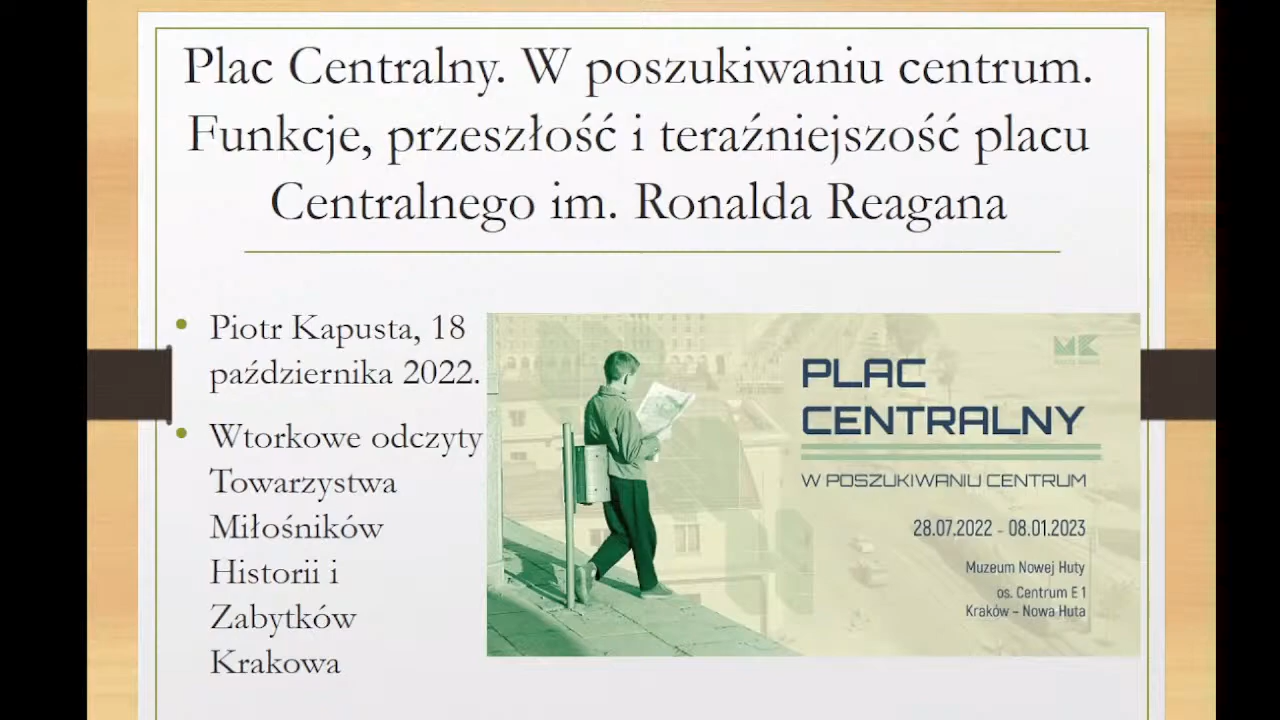 Plac Centralny. W poszukiwaniu centrum.
Funkcje, przeszłość i teraźniejszość placu
Centralnego im. Ronalda Reagana
Piotr Kapusta, 18
października 2022.
Wtorkowe odczyty
Towarzystwa
Miłośników
Historii i
Zabytków
Krakowa
MK
PLAC
CENTRALNY
W POSZUKIWANIU CENTRUM
28.07.2022 - 08.01.2023
Muzeum Nowej Huty
os. Centrum E 1
Kraków – Nowa Huta